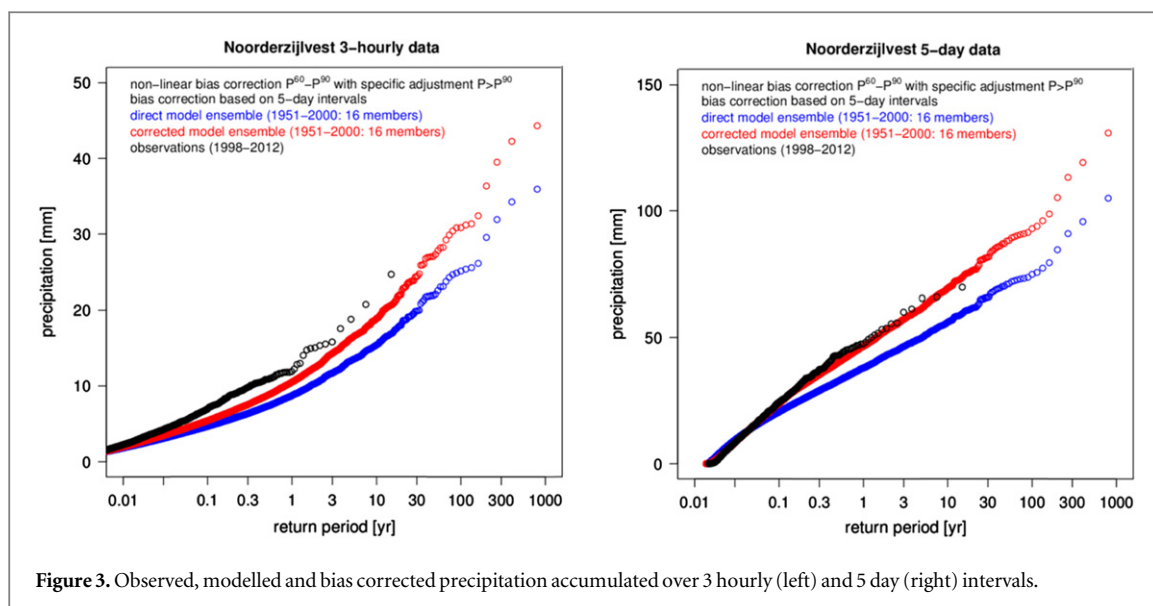 Noorderzijlvest 3−hourly data
non−linear bias correction P⁶⁰−P⁹⁰ with specific adjustment P>P⁹⁰
bias correction based on 5−day intervals
direct model ensemble (1951−2000: 16 members)
corrected model ensemble (1951−2000: 16 members)
observations (1998−2012)
precipitation [mm]
50
40
30
20
10
0
0.01 0.1 0.3 1 3 10 30 100 300 1000
return period [yr]
Noorderzijlvest 5−day data
non−linear bias correction P⁶⁰−P⁹⁰ with specific adjustment P>P⁹⁰
bias correction based on 5−day intervals
direct model ensemble (1951−2000: 16 members)
corrected model ensemble (1951−2000: 16 members)
observations (1998−2012)
precipitation [mm]
150
100
50
0
0.01 0.1 0.3 1 3 10 30 100 300 1000
return period [yr]
Figure 3. Observed, modelled and bias corrected precipitation accumulated over 3 hourly (left) and 5 day (right) intervals.